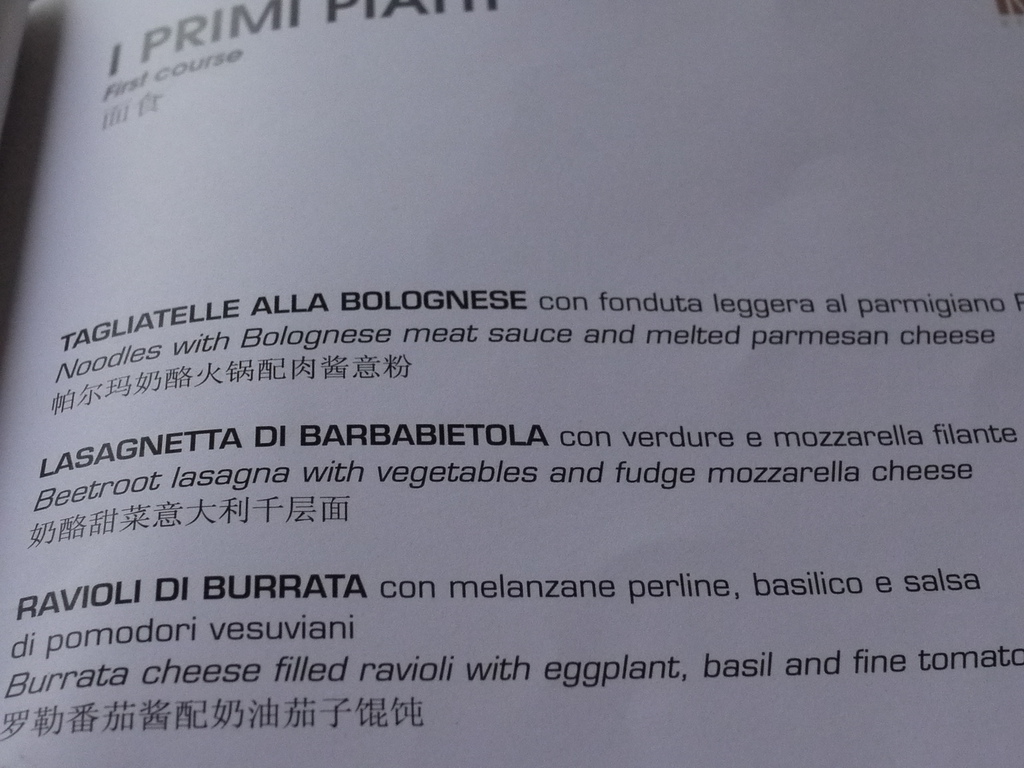 I PRIMI PIATTI
First course
面食
TAGLIATELLE ALLA BOLOGNESE con fonduta leggera al parmigiano
Noodles with Bolognese meat sauce and melted parmesan cheese
帕尔玛奶酪火锅配肉酱意粉
LASAGNETTA DI BARBABIETOLA con verdure e mozzarella filante
Beetroot lasagna with vegetables and fudge mozzarella cheese
奶酪甜菜意大利千层面
RAVIOLI DI BURRATA con melanzane perline, basilico e salsa
di pomodori vesuviani
Burrata cheese filled ravioli with eggplant, basil and fine tomato
罗勒番茄酱配奶油茄子馄饨